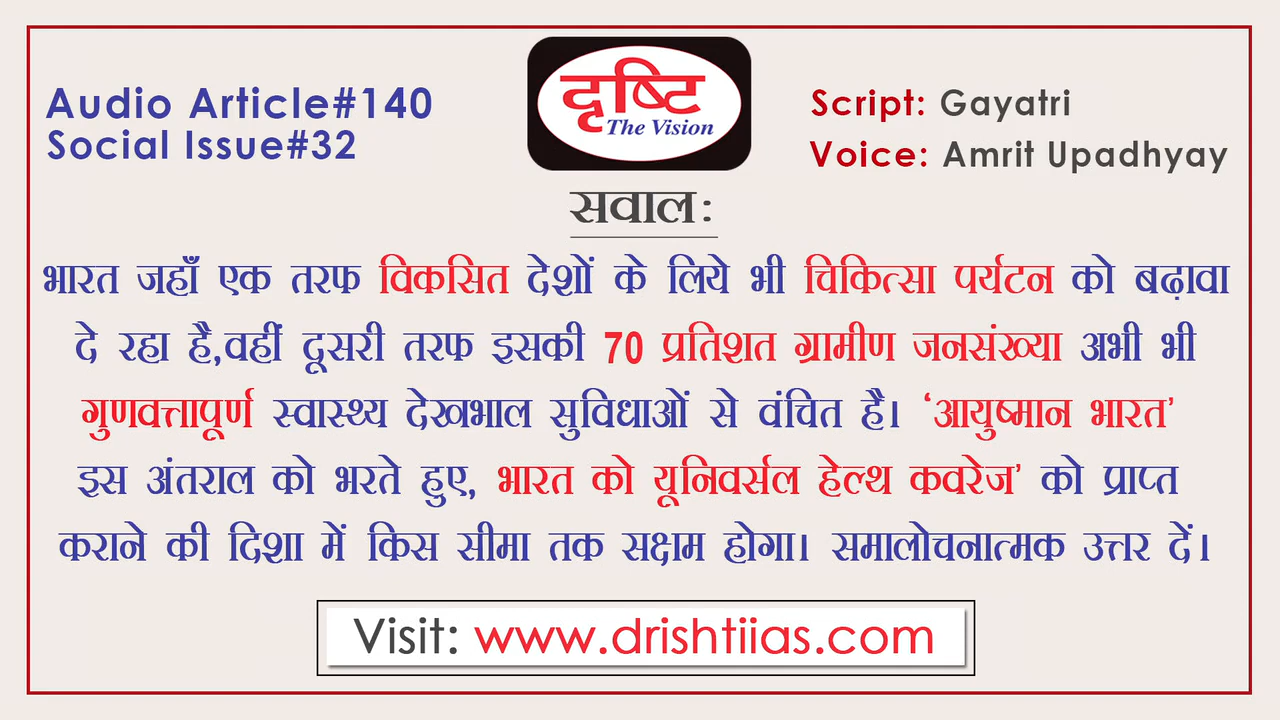 Audio Article#140
Social Issue#32
दृष्टि
The Vision
Script: Gayatri
Voice: Amrit Upadhyay
सवाल:
भारत जहाँ एक तरफ विकसित देशों के लिये भी चिकित्सा पर्यटन को बढ़ावा
दे रहा है,वहीं दूसरी तरफ इसकी 70 प्रतिशत ग्रामीण जनसंख्या अभी भी
गुणवत्तापूर्ण स्वास्थ्य देखभाल सुविधाओं से वंचित है। ‘आयुष्मान भारत’
इस अंतराल को भरते हुए, भारत को यूनिवर्सल हेल्थ कवरेज’ को प्राप्त
कराने की दिशा में किस सीमा तक सक्षम होगा। समालोचनात्मक उत्तर दें।
Visit: www.drishtiias.com